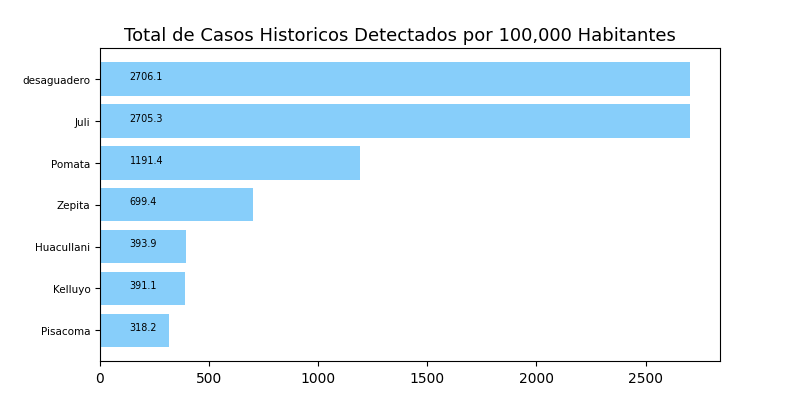 Total de Casos Historicos Detectados por 100,000 Habitantes
desaguadero 2706.1
Juli 2705.3
Pomata 1191.4
Zepita 699.4
Huacullani 393.9
Kelluyo 391.1
Pisacoma 318.2
0 500 1000 1500 2000 2500